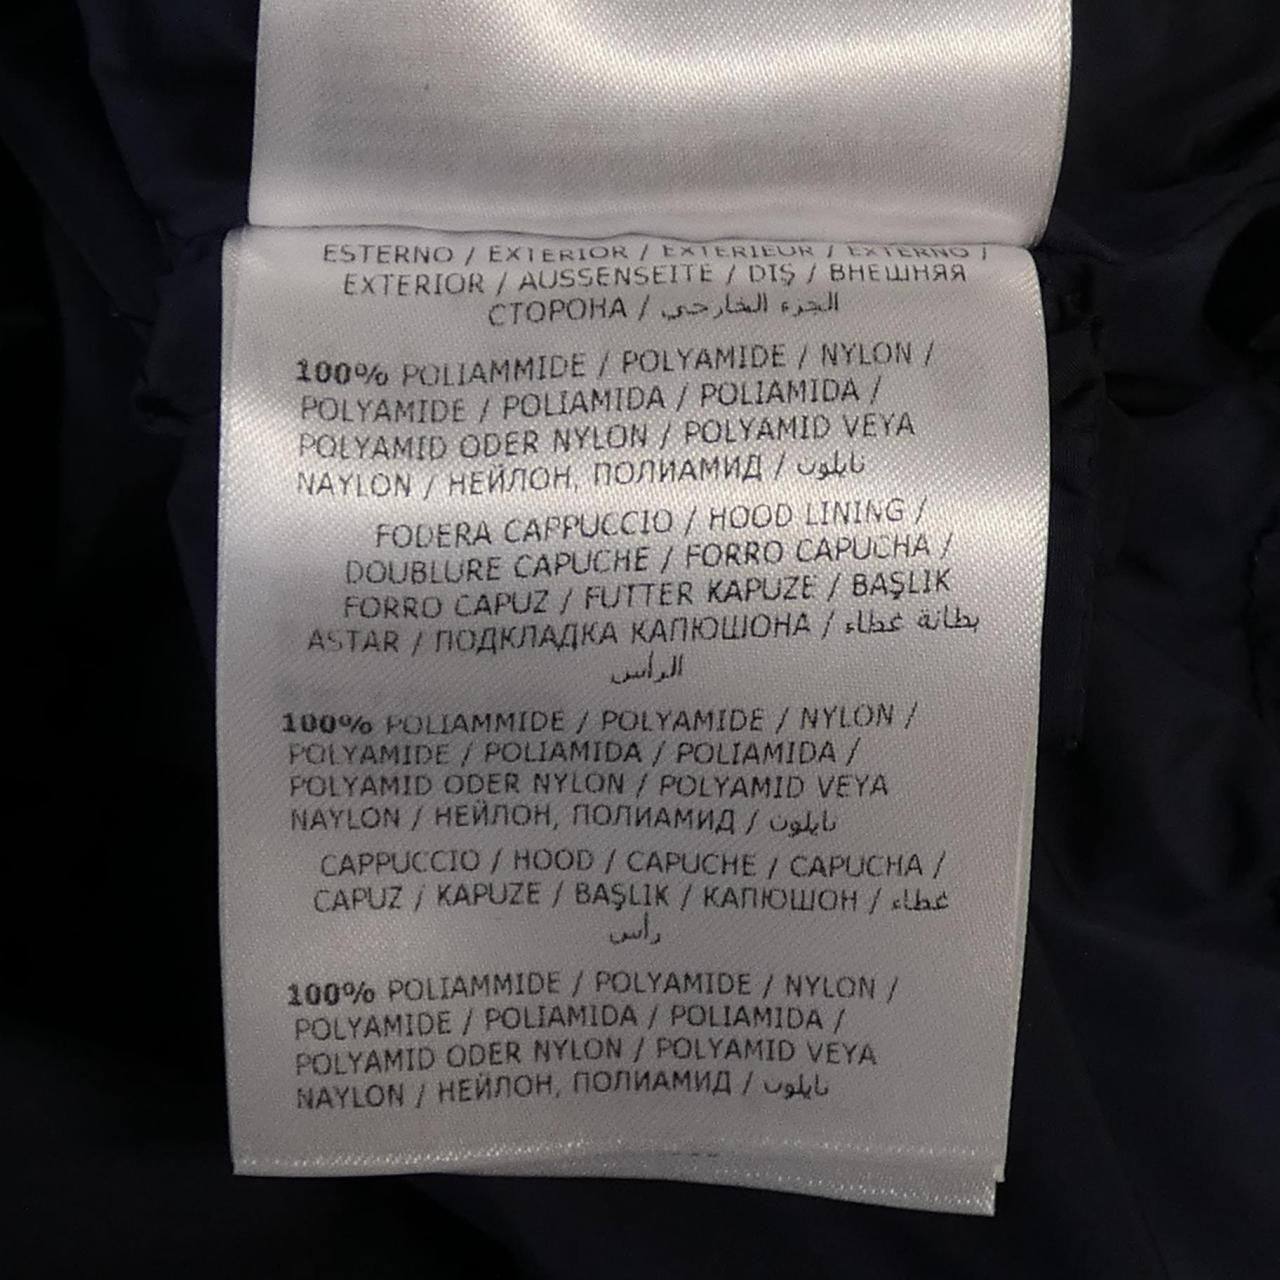 ESTERNO / EXTERIOR / EXTERIEUR / EXTERNO /
EXTERIOR / AUSSENSEITE / DIŞ / ВНЕШНЯЯ
СТОРОНА / الجزء الخارجي
100% POLIAMMIDE / POLYAMIDE / NYLON /
POLYAMIDE / POLIAMIDA / POLIAMIDA /
POLYAMID ODER NYLON / POLYAMID VEYA
NAYLON / НЕЙЛОН, ПОЛИАМИД / نايلون
FODERA CAPPUCCIO / HOOD LINING /
DOUBLURE CAPUCHE / FORRO CAPUCHA /
FORRO CAPUZ / FUTTER KAPUZE / BAŞLIK
ASTAR / ПОДКЛАДКА КАПЮШОНА / بطانة غطاء
الرأس
100% POLIAMMIDE / POLYAMIDE / NYLON /
POLYAMIDE / POLIAMIDA / POLIAMIDA /
POLYAMID ODER NYLON / POLYAMID VEYA
NAYLON / НЕЙЛОН, ПОЛИАМИД / نايلون
CAPPUCCIO / HOOD / CAPUCHE / CAPUCHA /
CAPUZ / KAPUZE / BAŞLIK / КАПЮШОН / غطاء
رأس
100% POLIAMMIDE / POLYAMIDE / NYLON /
POLYAMIDE / POLIAMIDA / POLIAMIDA /
POLYAMID ODER NYLON / POLYAMID VEYA
NAYLON / НЕЙЛОН, ПОЛИАМИД / نايلون